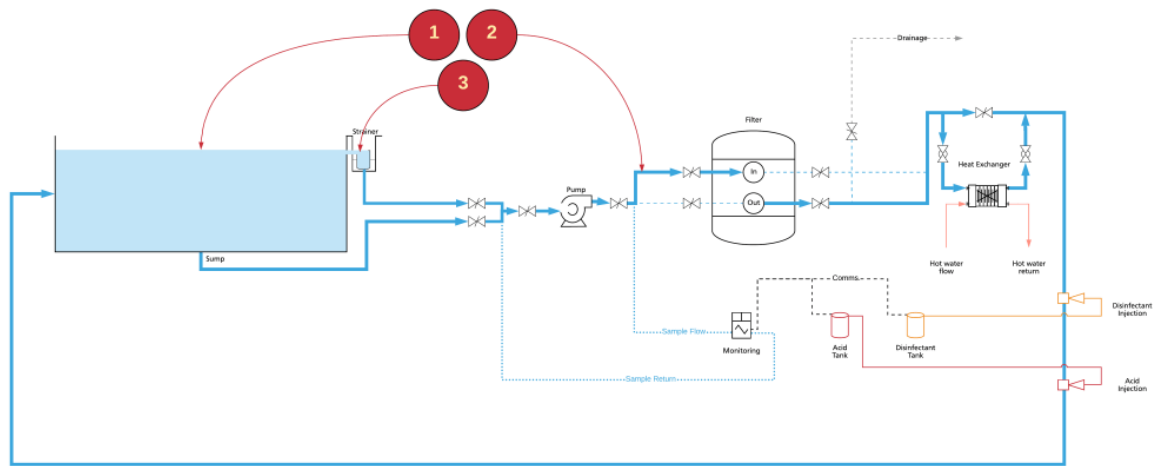 1
2
3
Drainage
Strainer
Filter
In
Heat Exchanger
Pump
Out
Sump
Hot water
flow
Hot water
return
Comms
Disinfectant
Injection
Sample Flow
Monitoring
Acid
Tank
Disinfectant
Tank
Sample Return
Acid
Injection